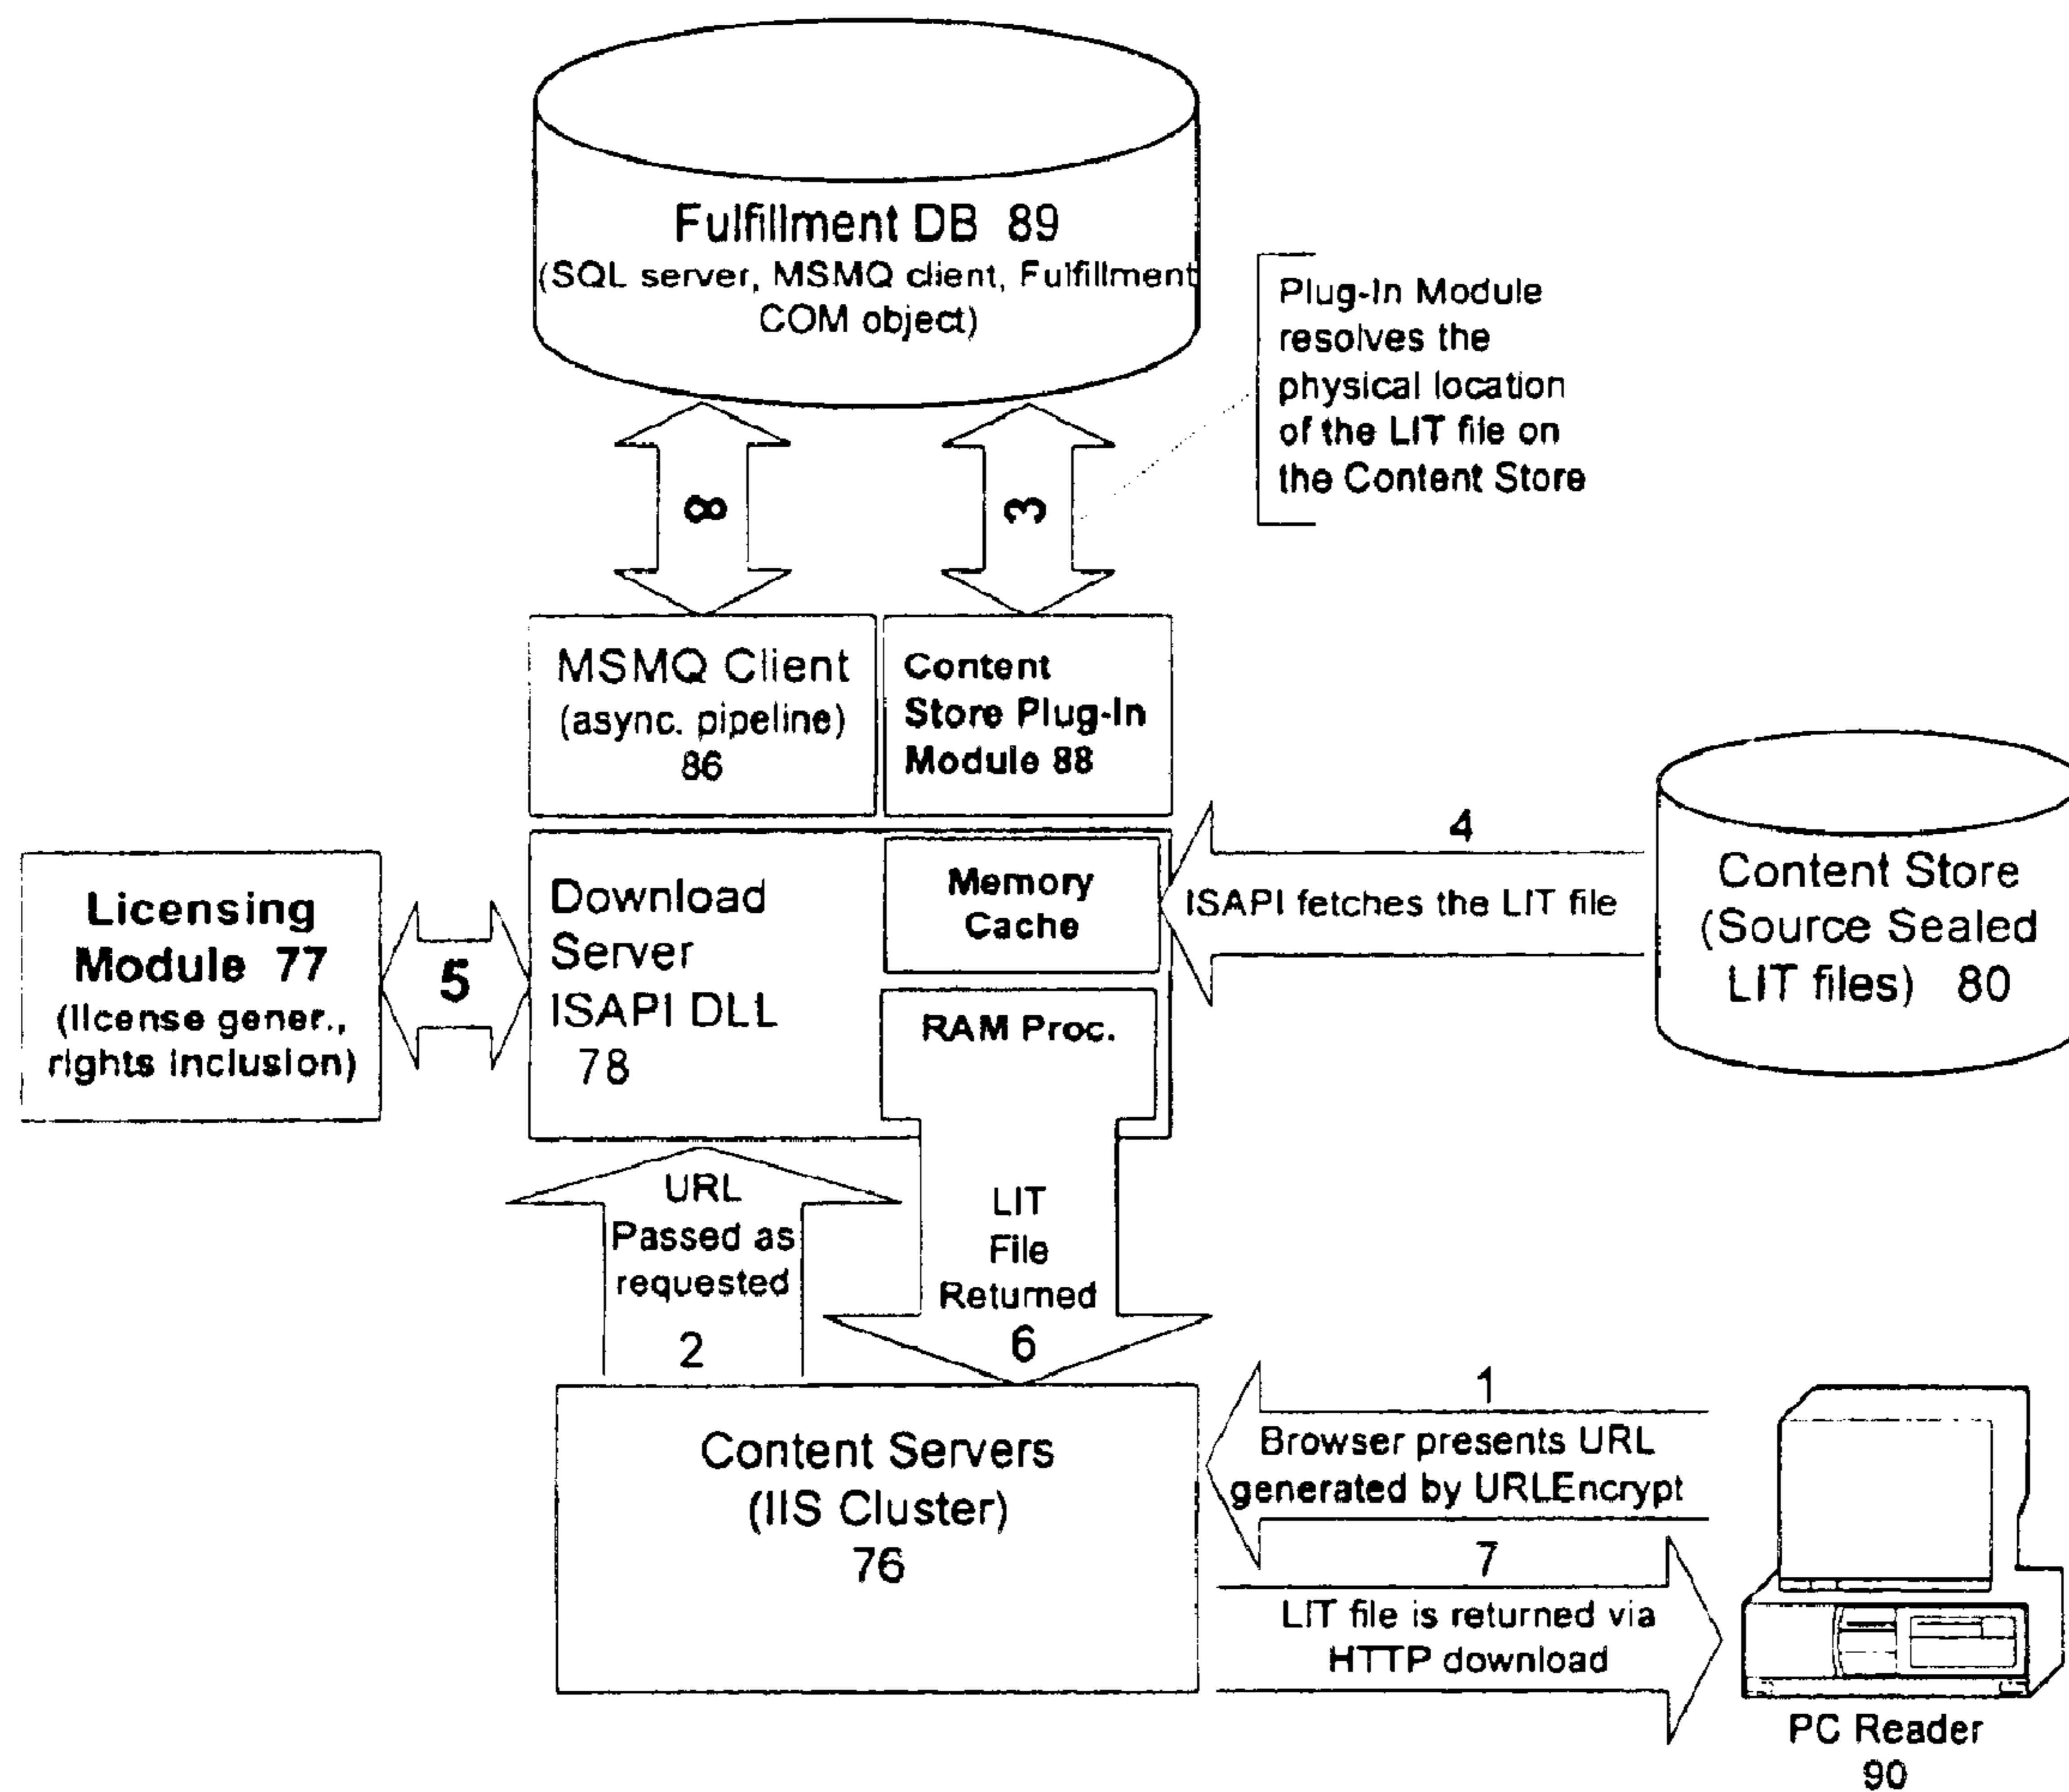 Fulfillment DB 89
(SQL server, MSMQ client, Fulfillment
COM object)
Plug-In Module
resolves the
physical location
of the LIT file on
the Content Store
8
3
MSMQ Client
(async. pipeline)
86
Content
Store Plug-In
Module 88
Licensing
Module 77
(license gener.,
rights inclusion)
5
Download
Server
ISAPI DLL
78
Memory
Cache
RAM Proc.
4
ISAPI fetches the LIT file
Content Store
(Source Sealed
LIT files) 80
URL
Passed as
requested
2
LIT
File
Returned
6
Content Servers
(IIS Cluster)
76
1
Browser presents URL
generated by URLEncrypt
7
LIT file is returned via
HTTP download
PC Reader
90